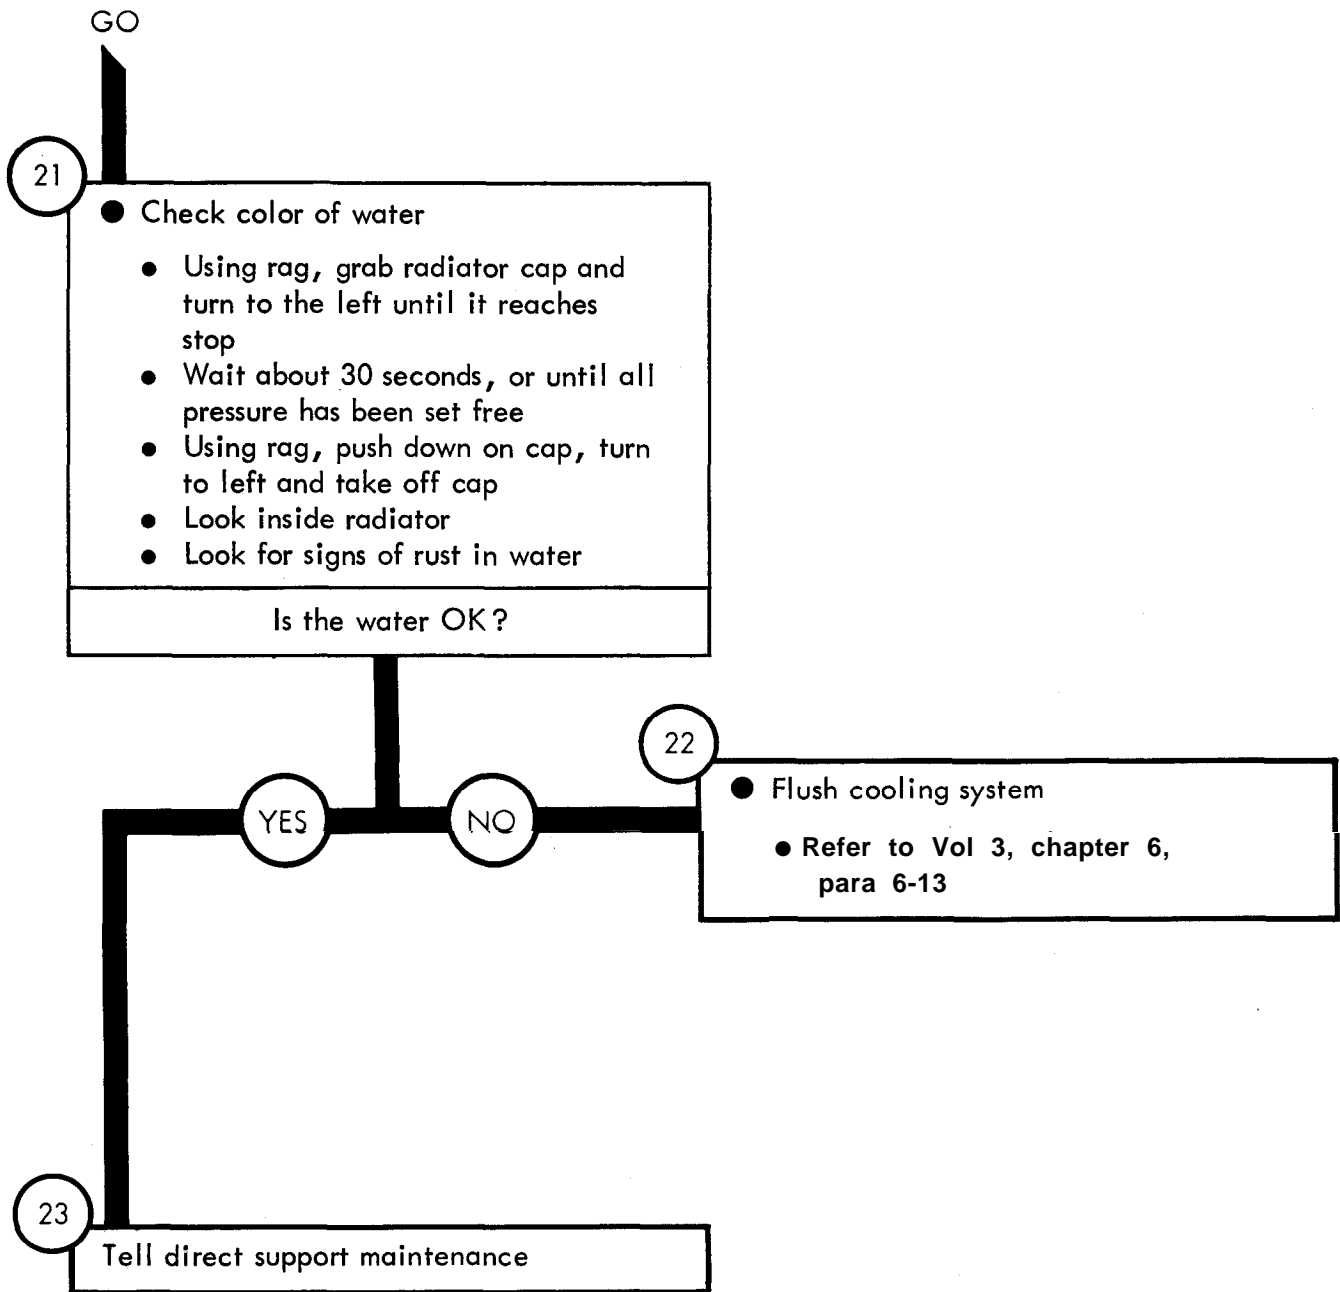 GO
21
● Check color of water
● Using rag, grab radiator cap and
turn to the left until it reaches
stop
● Wait about 30 seconds, or until all
pressure has been set free
● Using rag, push down on cap, turn
to left and take off cap
● Look inside radiator
● Look for signs of rust in water
Is the water OK?
YES
NO
22
● Flush cooling system
● Refer to Vol 3, chapter 6,
para 6-13
23
Tell direct support maintenance